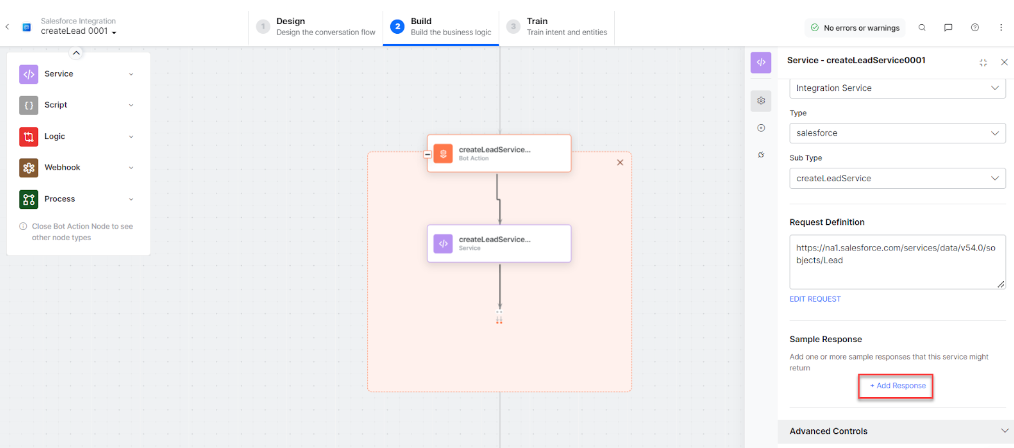 Salesforce Integration
createLead 0001
1 Design
Design the conversation flow
2 Build
Build the business logic
3 Train
Train intent and entities
No errors or warnings
Service
Script
Logic
Webhook
Process
Close Bot Action Node to see
other node types
createLeadService...
Bot Action
createLeadService...
Service
Service - createLeadService0001
Integration Service
Type
salesforce
Sub Type
createLeadService
Request Definition
https://na1.salesforce.com/services/data/v54.0/so
bjects/Lead
EDIT REQUEST
Sample Response
Add one or more sample responses that this service might
return
+ Add Response
Advanced Controls